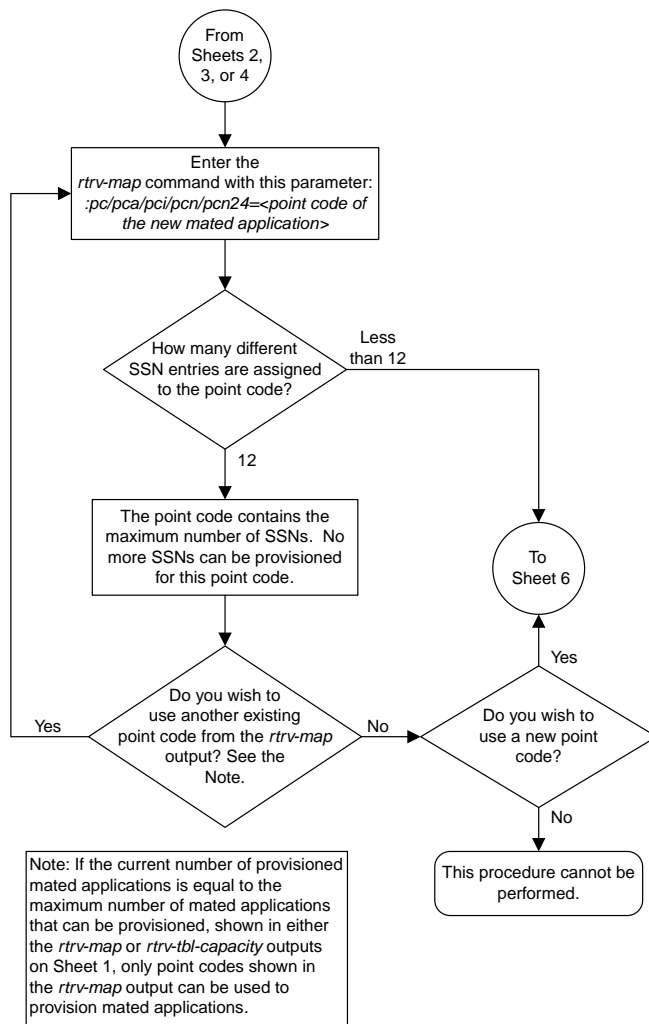 From
Sheets 2,
3, or 4
Enter the
rtrv-map command with this parameter:
:pc/pca/pci/pcn/pcn24=<point code of
the new mated application>
How many different
SSN entries are assigned
to the point code?
Less
than 12
12
The point code contains the
maximum number of SSNs.  No
more SSNs can be provisioned
for this point code.
To
Sheet 6
Do you wish to
use another existing
point code from the rtrv-map
output? See the
Note.
Yes
No
Do you wish to
use a new point
code?
Yes
No
This procedure cannot be
performed.
Note: If the current number of provisioned
mated applications is equal to the
maximum number of mated applications
that can be provisioned, shown in either
the rtrv-map or rtrv-tbl-capacity outputs
on Sheet 1, only point codes shown in
the rtrv-map output can be used to
provision mated applications.